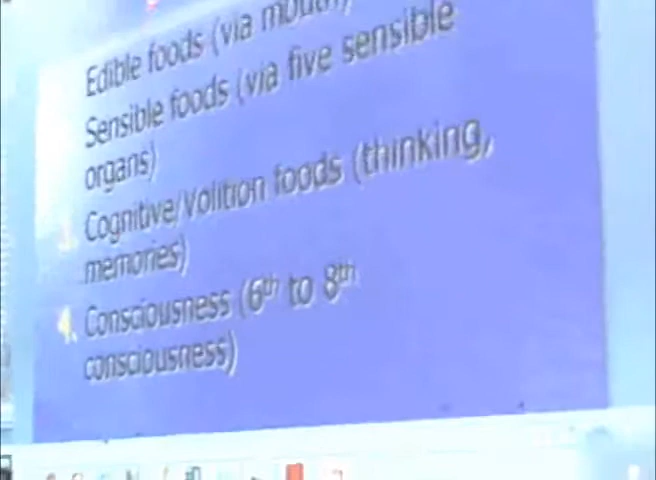 Edible foods (via mouth)
Sensible foods (via five sensible
organs)
3. Cognitive/Volition foods (thinking,
memories)
4. Consciousness (6th to 8th
consciousness)